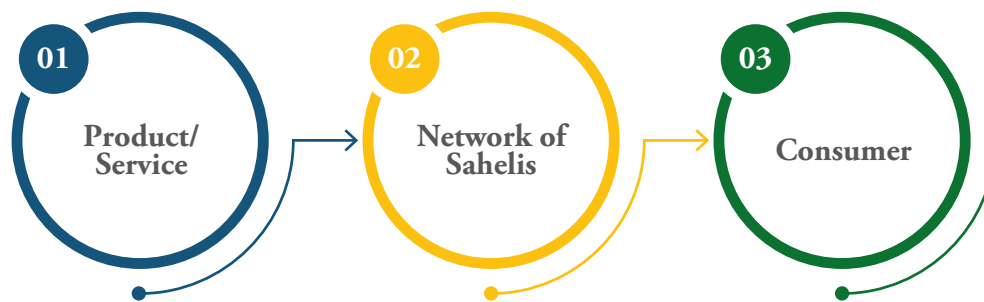 01
Product/
Service
02
Network of
Sahelis
03
Consumer